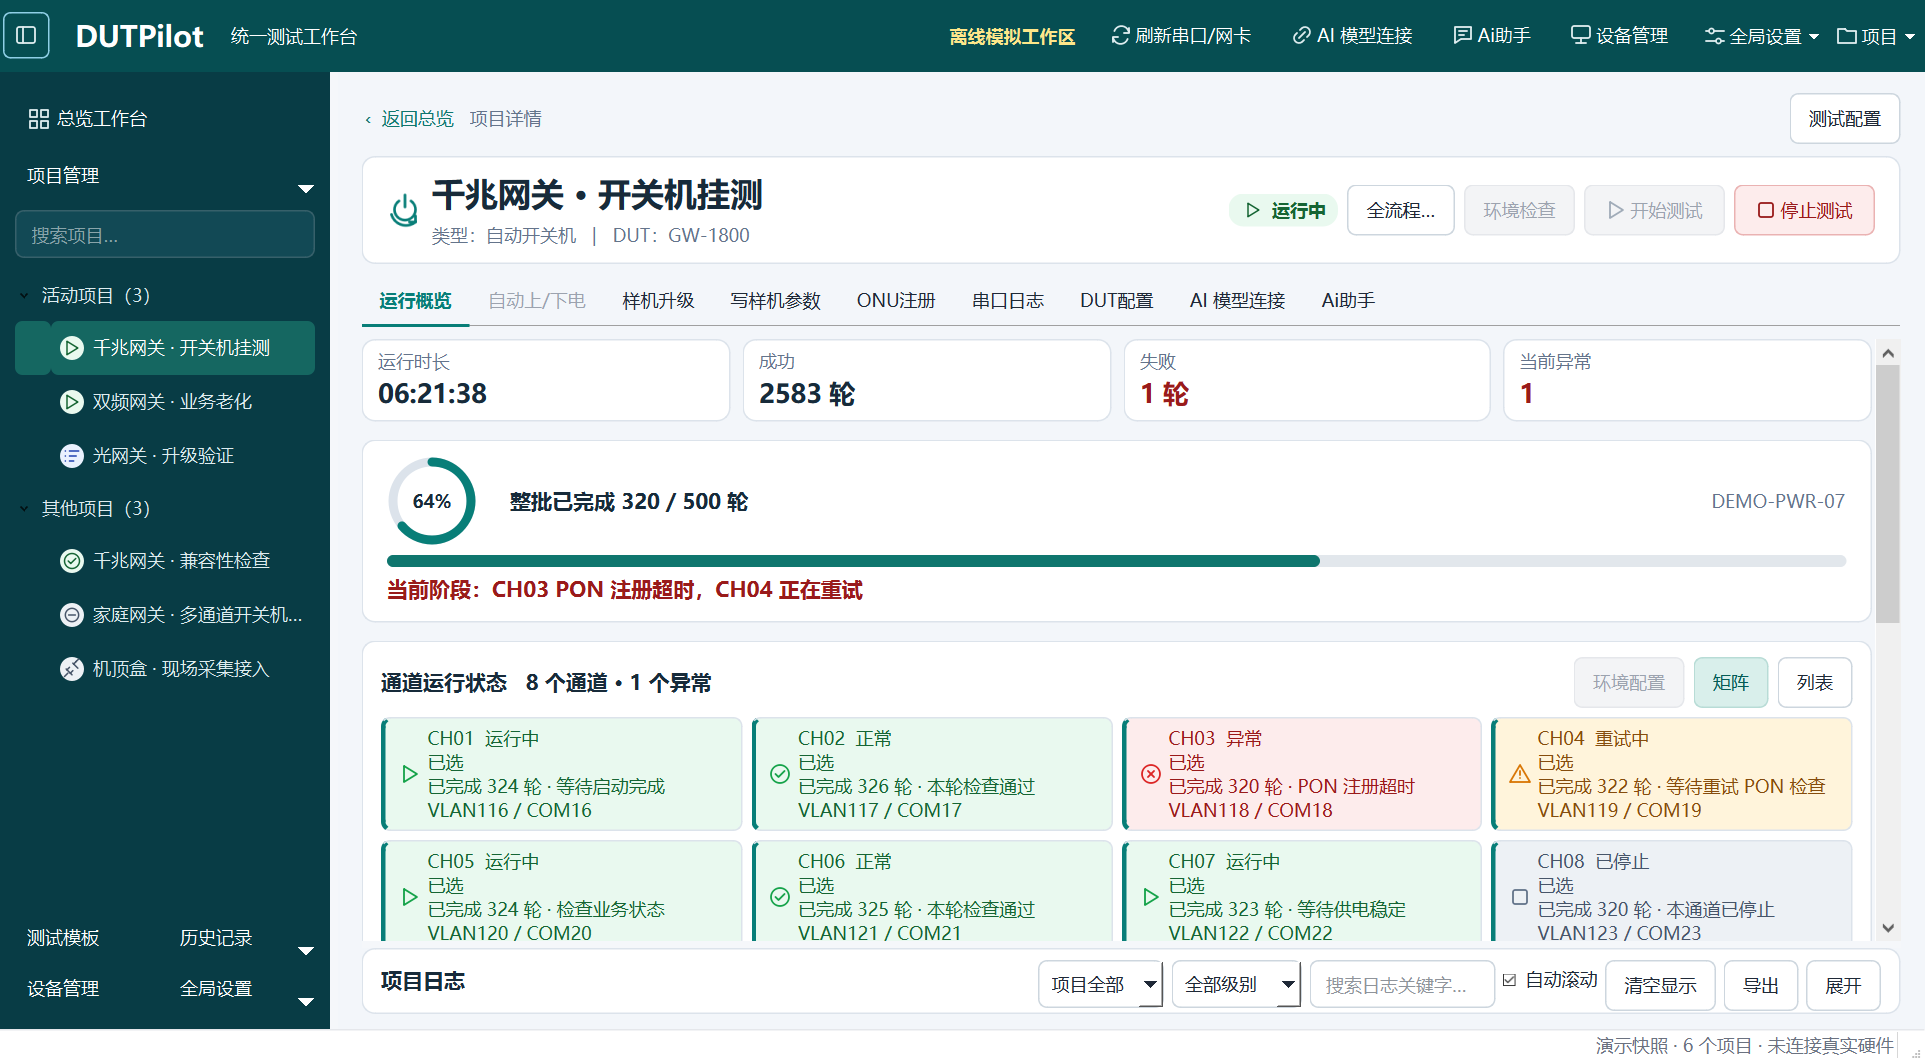 DUTPilot 统一测试工作台 离线模拟工作区 刷新串口/网卡 AI 模型连接 Ai助手 设备管理 全局设置 项目
总览工作台
项目管理
搜索项目...
活动项目（3）
千兆网关 · 开关机挂测
双频网关 · 业务老化
光网关 · 升级验证
其他项目（3）
千兆网关 · 兼容性检查
家庭网关 · 多通道开关机...
机顶盒 · 现场采集接入
测试模板 历史记录
设备管理 全局设置
‹ 返回总览 项目详情 测试配置
千兆网关 • 开关机挂测
类型：自动开关机 | DUT：GW-1800
运行中 全流程... 环境检查 开始测试 停止测试
运行概览 自动上/下电 样机升级 写样机参数 ONU注册 串口日志 DUT配置 AI 模型连接 Ai助手
运行时长
06:21:38
成功
2583 轮
失败
1 轮
当前异常
1
64% 整批已完成 320 / 500 轮 DEMO-PWR-07
当前阶段：CH03 PON 注册超时，CH04 正在重试
通道运行状态 8 个通道 • 1 个异常 环境配置 矩阵 列表
CH01 运行中
已选
已完成 324 轮 · 等待启动完成
VLAN116 / COM16
CH02 正常
已选
已完成 326 轮 · 本轮检查通过
VLAN117 / COM17
CH03 异常
已选
已完成 320 轮 · PON 注册超时
VLAN118 / COM18
CH04 重试中
已选
已完成 322 轮 · 等待重试 PON 检查
VLAN119 / COM19
CH05 运行中
已选
已完成 324 轮 · 检查业务状态
VLAN120 / COM20
CH06 正常
已选
已完成 325 轮 · 本轮检查通过
VLAN121 / COM21
CH07 运行中
已选
已完成 323 轮 · 等待供电稳定
VLAN122 / COM22
CH08 已停止
已选
已完成 320 轮 · 本通道已停止
VLAN123 / COM23
项目日志 项目全部 全部级别 搜索日志关键字... 自动滚动 清空显示 导出 展开
演示快照 · 6 个项目 · 未连接真实硬件